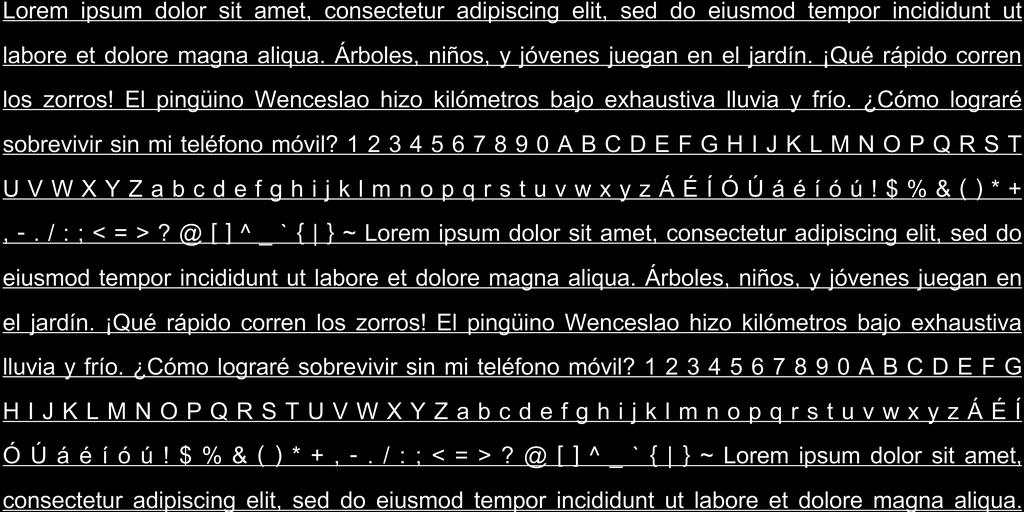 Lorem ipsum dolor sit amet, consectetur adipiscing elit, sed do eiusmod tempor incididunt ut
labore et dolore magna aliqua. Árboles, niños, y jóvenes juegan en el jardín. ¡Qué rápido corren
los zorros! El pingüino Wenceslao hizo kilómetros bajo exhaustiva lluvia y frío. ¿Cómo lograré
sobrevivir sin mi teléfono móvil? 1 2 3 4 5 6 7 8 9 0 A B C D E F G H I J K L M N O P Q R S T
U V W X Y Z a b c d e f g h i j k l m n o p q r s t u v w x y z Á É Í Ó Ú á é í ó ú ! $ % & ( ) * +
, - . / : ; < = > ? @ [ ] ^ _ ` { | } ~ Lorem ipsum dolor sit amet, consectetur adipiscing elit, sed do
eiusmod tempor incididunt ut labore et dolore magna aliqua. Árboles, niños, y jóvenes juegan en
el jardín. ¡Qué rápido corren los zorros! El pingüino Wenceslao hizo kilómetros bajo exhaustiva
lluvia y frío. ¿Cómo lograré sobrevivir sin mi teléfono móvil? 1 2 3 4 5 6 7 8 9 0 A B C D E F G
H I J K L M N O P Q R S T U V W X Y Z a b c d e f g h i j k l m n o p q r s t u v w x y z Á É Í
Ó Ú á é í ó ú ! $ % & ( ) * + , - . / : ; < = > ? @ [ ] ^ _ ` { | } ~ Lorem ipsum dolor sit amet,
consectetur adipiscing elit, sed do eiusmod tempor incididunt ut labore et dolore magna aliqua.